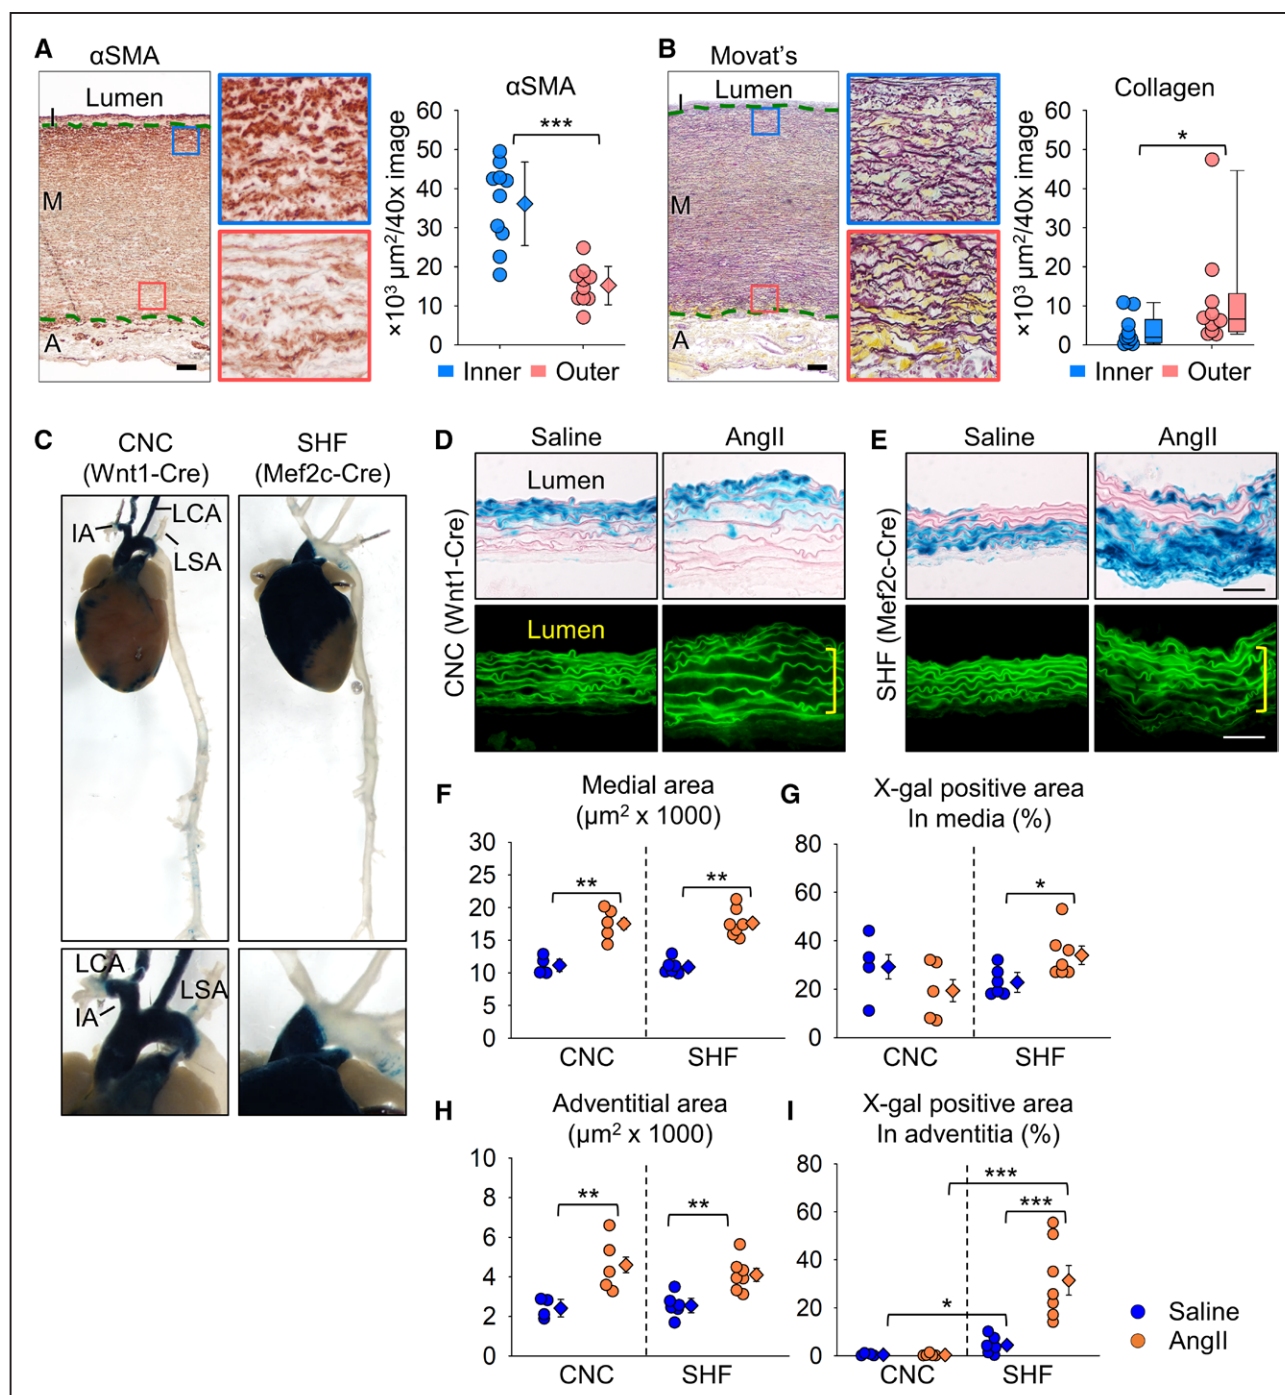 A
αSMA
Lumen
I
M
A
αSMA
×10³ μm²/40x image
60
50
40
30
20
10
0
***
Inner
Outer
B
Movat's
Lumen
I
M
A
Collagen
×10³ μm²/40x image
60
50
40
30
20
10
0
*
Inner
Outer
C
CNC
(Wnt1-Cre)
SHF
(Mef2c-Cre)
IA
LCA
LSA
LCA
LSA
IA
D
Saline
AngII
CNC (Wnt1-Cre)
Lumen
Lumen
E
Saline
AngII
SHF (Mef2c-Cre)
F
Medial area
(μm² x 1000)
30
25
20
15
10
5
0
**
**
CNC
SHF
G
X-gal positive area
In media (%)
80
60
40
20
0
*
CNC
SHF
H
Adventitial area
(μm² x 1000)
10
8
6
4
2
0
**
**
CNC
SHF
I
X-gal positive area
In adventitia (%)
80
60
40
20
0
***
***
*
CNC
SHF
Saline
AngII